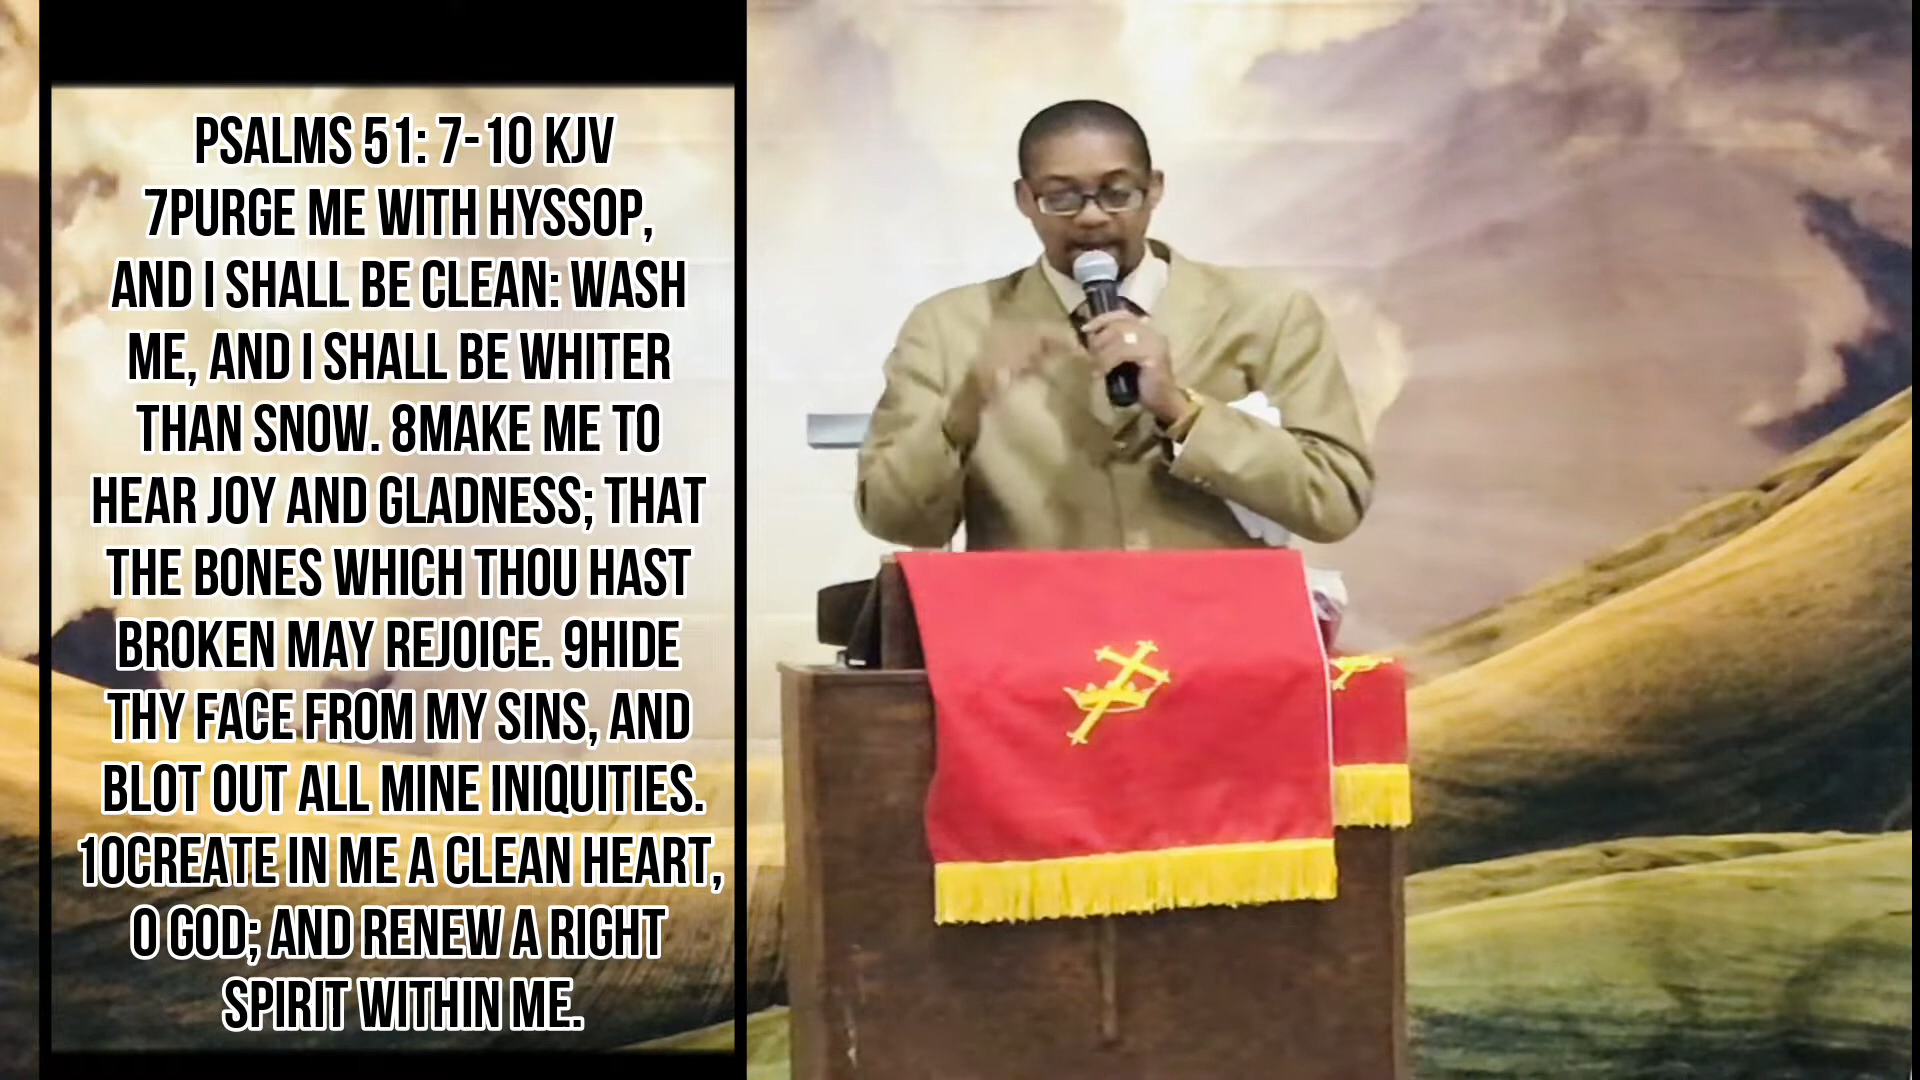 PSALMS 51: 7-10 KJV
7PURGE ME WITH HYSSOP,
AND I SHALL BE CLEAN: WASH
ME, AND I SHALL BE WHITER
THAN SNOW. 8MAKE ME TO
HEAR JOY AND GLADNESS; THAT
THE BONES WHICH THOU HAST
BROKEN MAY REJOICE. 9HIDE
THY FACE FROM MY SINS, AND
BLOT OUT ALL MINE INIQUITIES.
10CREATE IN ME A CLEAN HEART,
O GOD; AND RENEW A RIGHT
SPIRIT WITHIN ME.